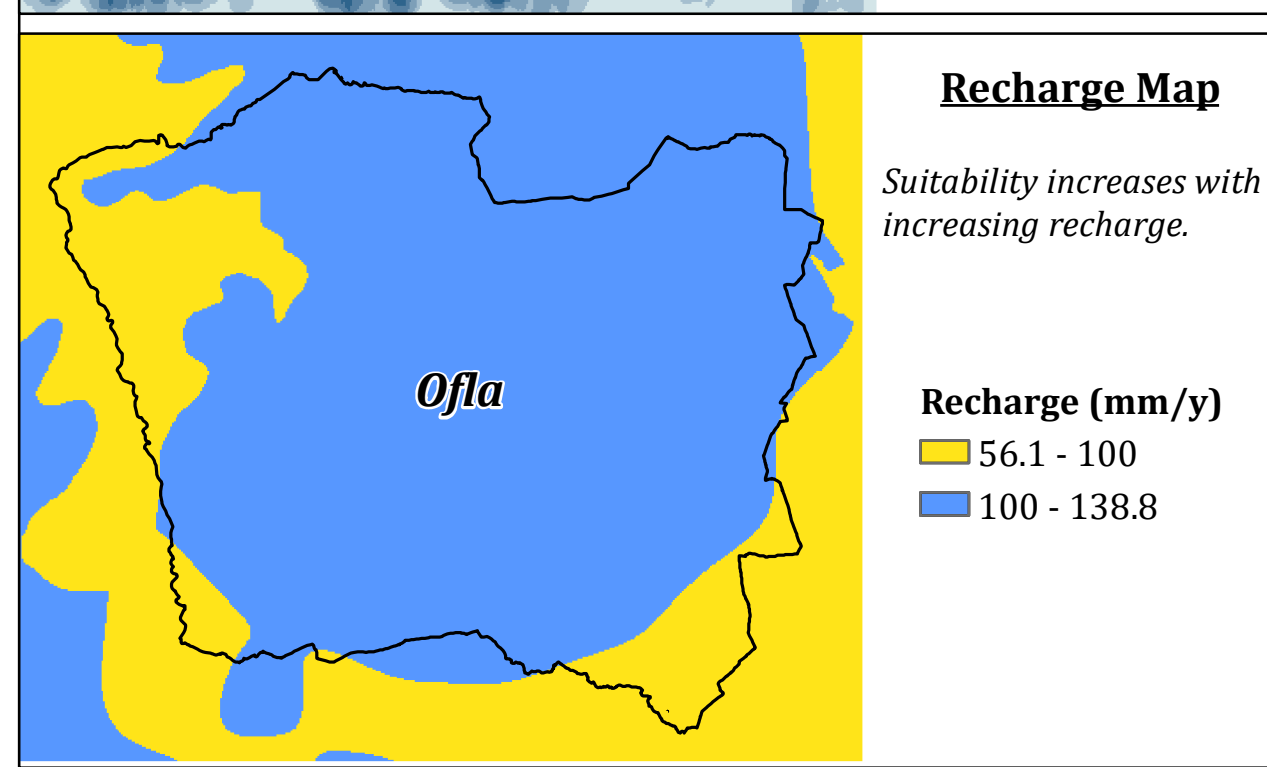 Recharge Map
Suitability increases with
increasing recharge.
Ofla
Recharge (mm/y)
56.1 - 100
100 - 138.8